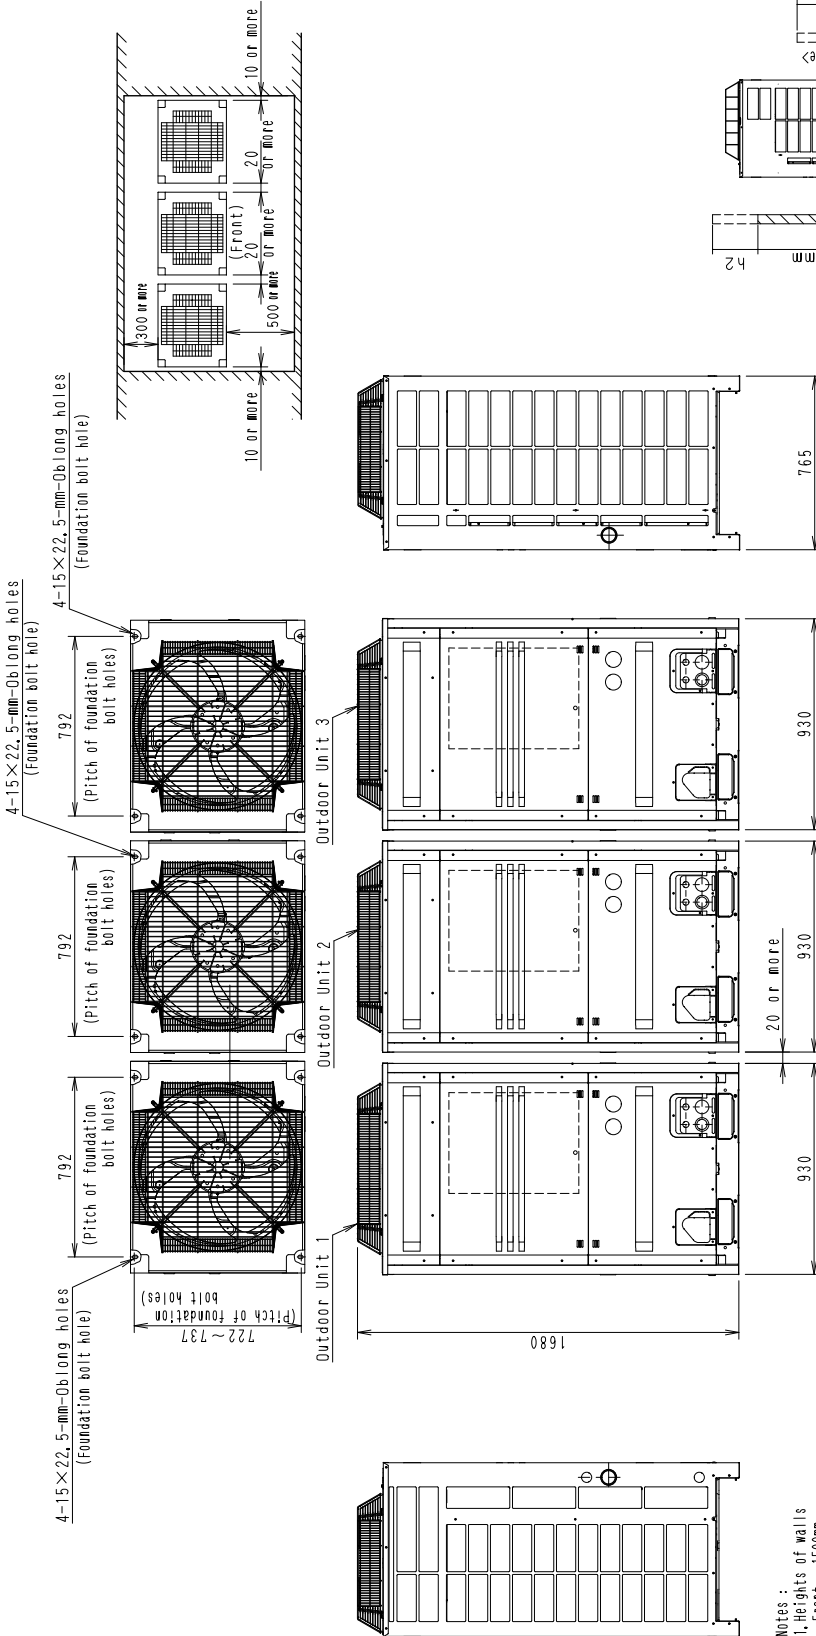 4-15×22.5-mm-Oblong holes
(Foundation bolt hole)
4-15×22.5-mm-Oblong holes
(Foundation bolt hole)
4-15×22.5-mm-Oblong holes
(Foundation bolt hole)
792
(Pitch of foundation
bolt holes)
792
(Pitch of foundation
bolt holes)
792
(Pitch of foundation
bolt holes)
722~737
(Pitch of foundation
bolt holes)
Outdoor Unit 1
Outdoor Unit 2
Outdoor Unit 3
1680
930
20 or more
930
930
765
10 or more
300 or more
500 or more
(Front)
20
or more
20
or more
10 or more
h2
mm
e>
Notes :
1. Heights of walls